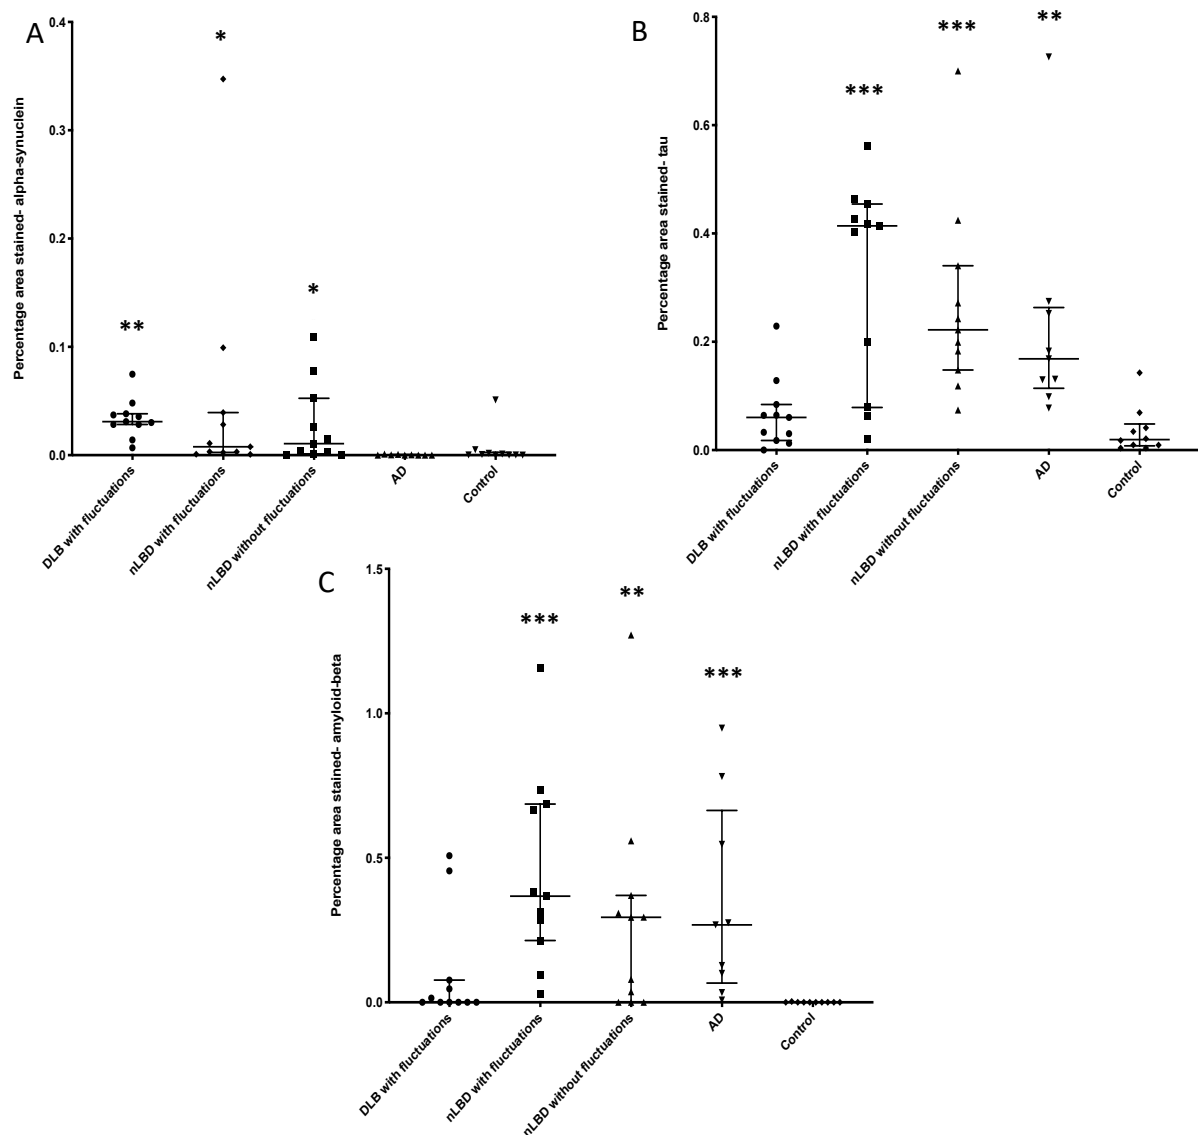 A
Percentage area stained- alpha-synuclein
0.4
0.3
0.2
0.1
0.0
**
*
*
DLB with fluctuations
nLBD with fluctuations
nLBD without fluctuations
AD
Control
B
Percentage area stained- tau
0.8
0.6
0.4
0.2
0.0
***
***
**
DLB with fluctuations
nLBD with fluctuations
nLBD without fluctuations
AD
Control
C
Percentage area stained- amyloid-beta
1.5
1.0
0.5
0.0
***
**
***
DLB with fluctuations
nLBD with fluctuations
nLBD without fluctuations
AD
Control